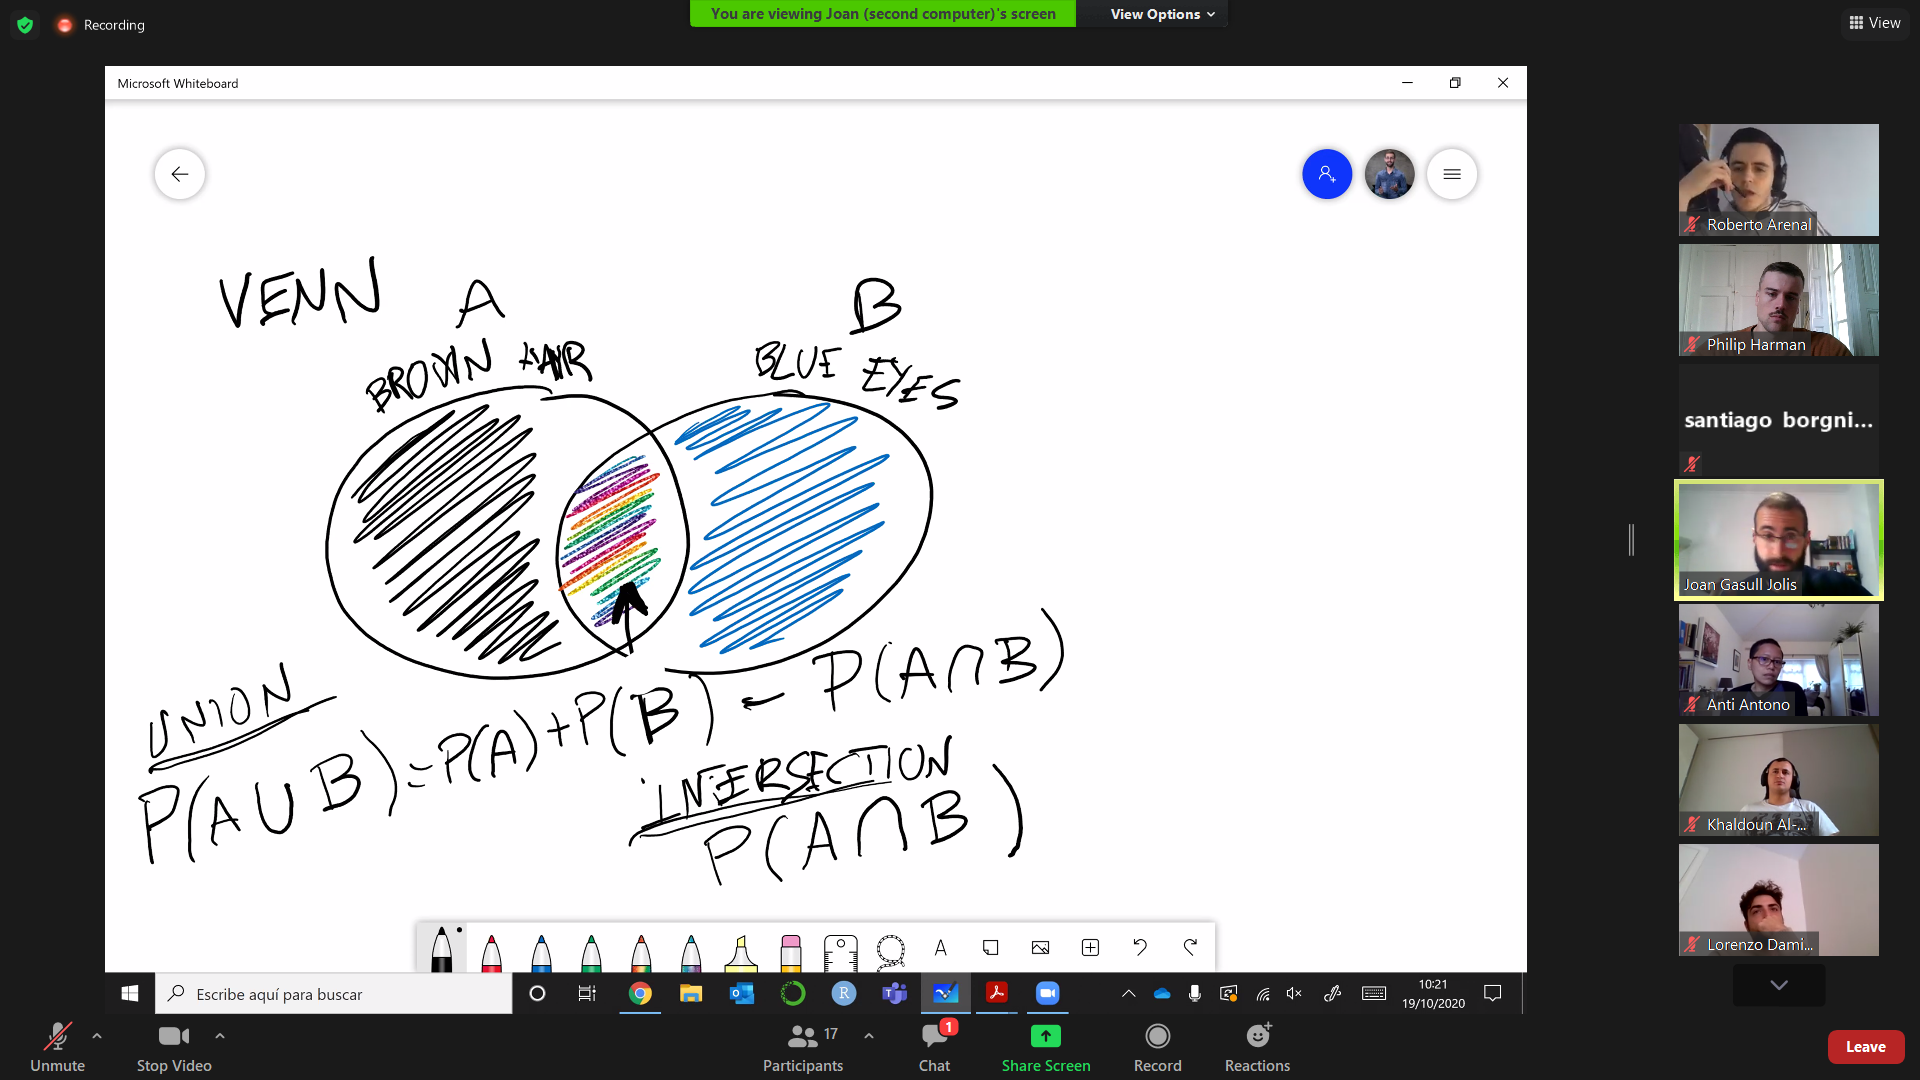 Recording
You are viewing Joan (second computer)'s screen
View Options
View
Microsoft Whiteboard
VENN
A
B
BROWN HAIR
BLUE EYES
UNION
P(A∪B)=P(A)+P(B) - P(A∩B)
INTERSECTION
P(A∩B)
Roberto Arenal
Philip Harman
santiago borgni...
Joan Gasull Jolis
Anti Antono
Khaldoun Al-...
Lorenzo Dami...
A
Escribe aquí para buscar
R
10:21
19/10/2020
Unmute
Stop Video
Participants
17
Chat
1
Share Screen
Record
Reactions
Leave